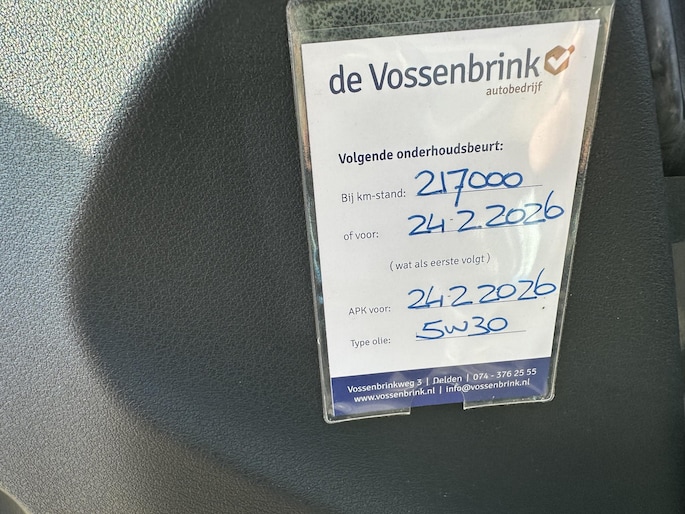 de Vossenbrink
autobedrijf
Volgende onderhoudsbeurt:
Bij km-stand: 217000
of voor: 24-2-2026
( wat als eerste volgt )
APK voor: 24-2-2026
Type olie: 5W30
Vossenbrinkweg 3 | Delden | 074 - 376 25 55
www.vossenbrink.nl | info@vossenbrink.nl